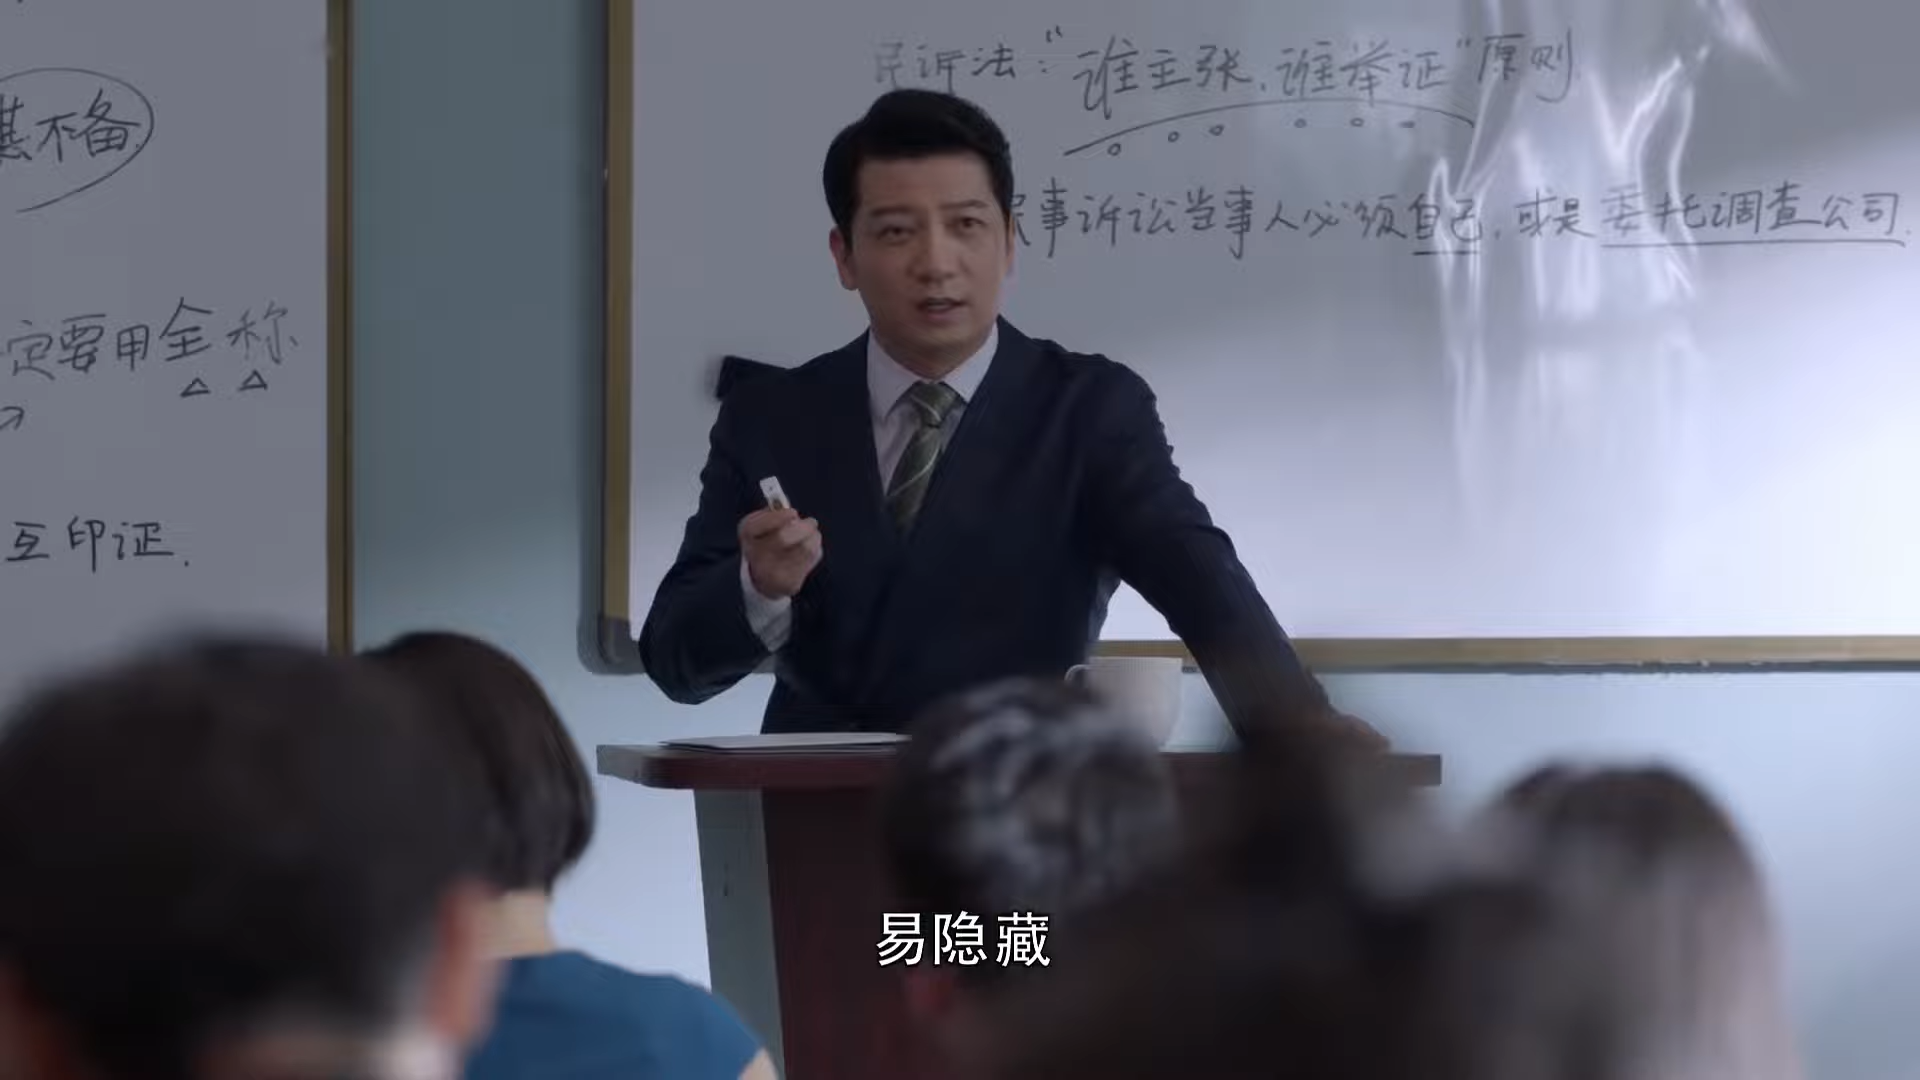 其不备
定要用全称
互印证.
民诉法："谁主张,谁举证"原则
民事诉讼当事人必须自己,或是委托调查公司.
易隐藏